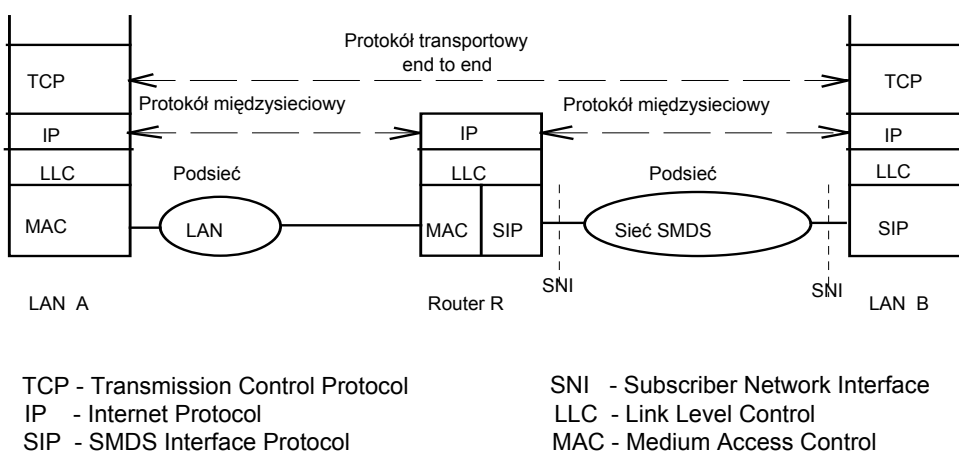 Protokół transportowy
end to end
TCP
TCP
Protokół międzysieciowy
Protokół międzysieciowy
IP
IP
IP
LLC
Podsieć
LLC
Podsieć
LLC
MAC
LAN
MAC
SIP
Sieć SMDS
SIP
SNI
SNI
LAN A
Router R
LAN B
TCP - Transmission Control Protocol
SNI - Subscriber Network Interface
IP - Internet Protocol
LLC - Link Level Control
SIP - SMDS Interface Protocol
MAC - Medium Access Control